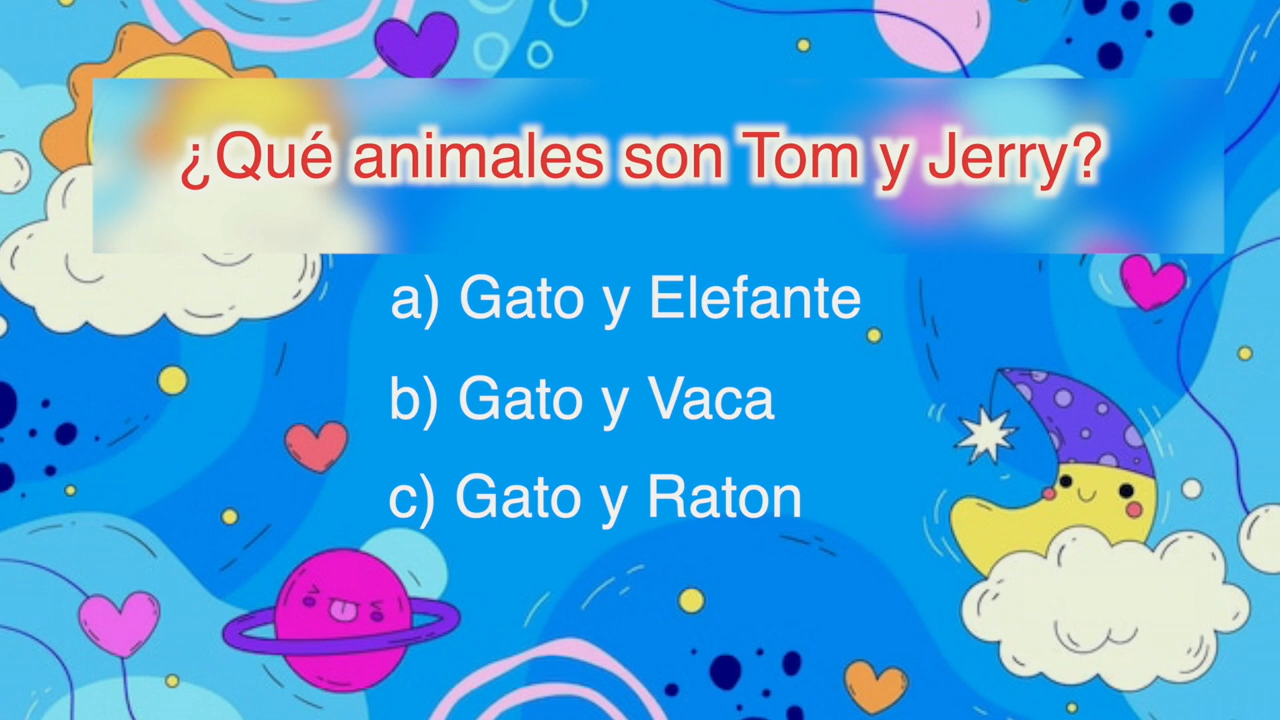 ¿Qué animales son Tom y Jerry?
a) Gato y Elefante
b) Gato y Vaca
c) Gato y Raton